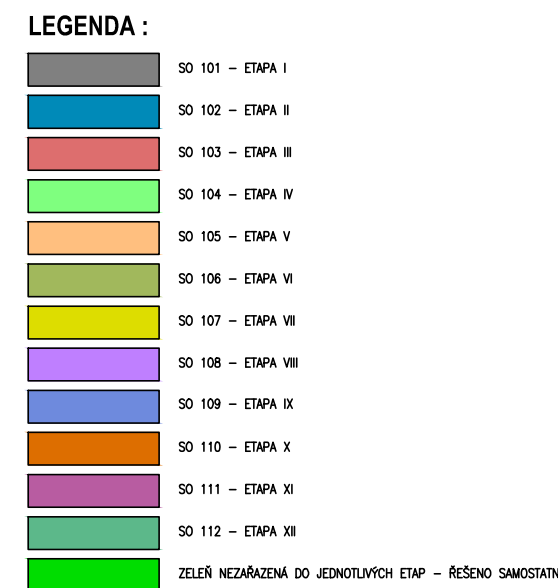 LEGENDA :
SO 101 – ETAPA I
SO 102 – ETAPA II
SO 103 – ETAPA III
SO 104 – ETAPA IV
SO 105 – ETAPA V
SO 106 – ETAPA VI
SO 107 – ETAPA VII
SO 108 – ETAPA VIII
SO 109 – ETAPA IX
SO 110 – ETAPA X
SO 111 – ETAPA XI
SO 112 – ETAPA XII
ZELEŇ NEZAŘAZENÁ DO JEDNOTLIVÝCH ETAP – ŘEŠENO